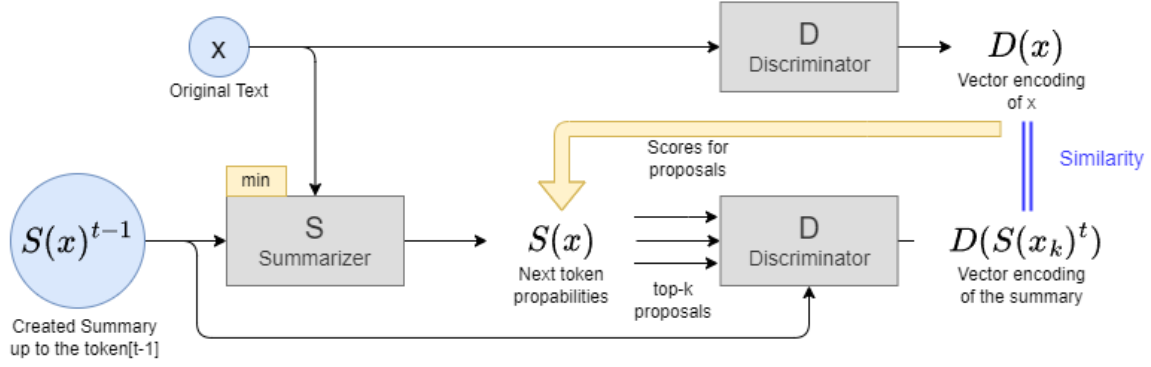 x
Original Text
D
Discriminator
D(x)
Vector encoding
of x
Scores for
proposals
Similarity
min
S(x)^{t-1}
S
Summarizer
S(x)
Next token
propabilities
top-k
proposals
D
Discriminator
D(S(x_k)^t)
Vector encoding
of the summary
Created Summary
up to the token[t-1]